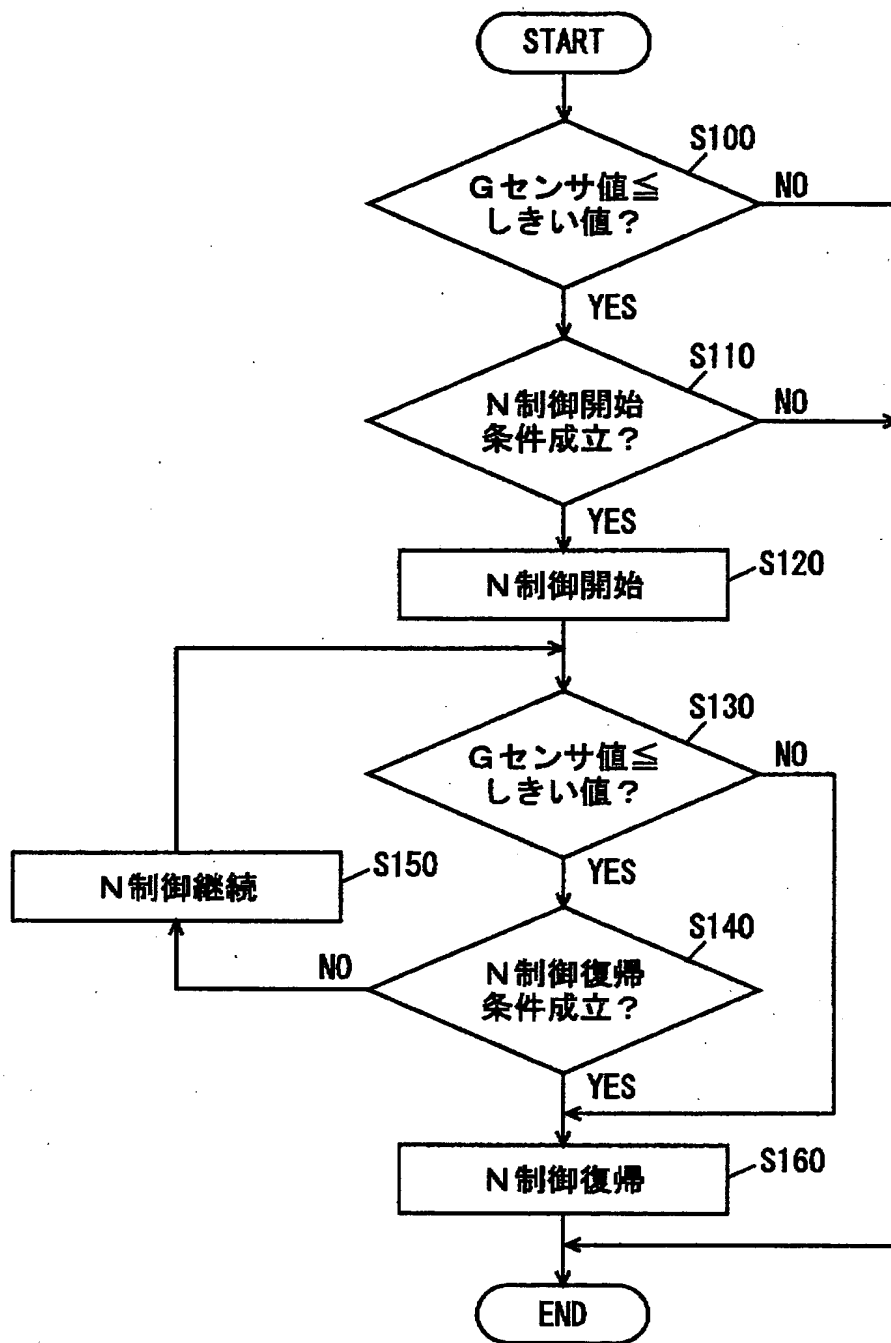 START
S100
Gセンサ値≦
しきい値?
NO
YES
S110
N制御開始
条件成立?
NO
YES
S120
N制御開始
S130
Gセンサ値≦
しきい値?
NO
YES
S150
N制御継続
S140
N制御復帰
条件成立?
NO
YES
S160
N制御復帰
END